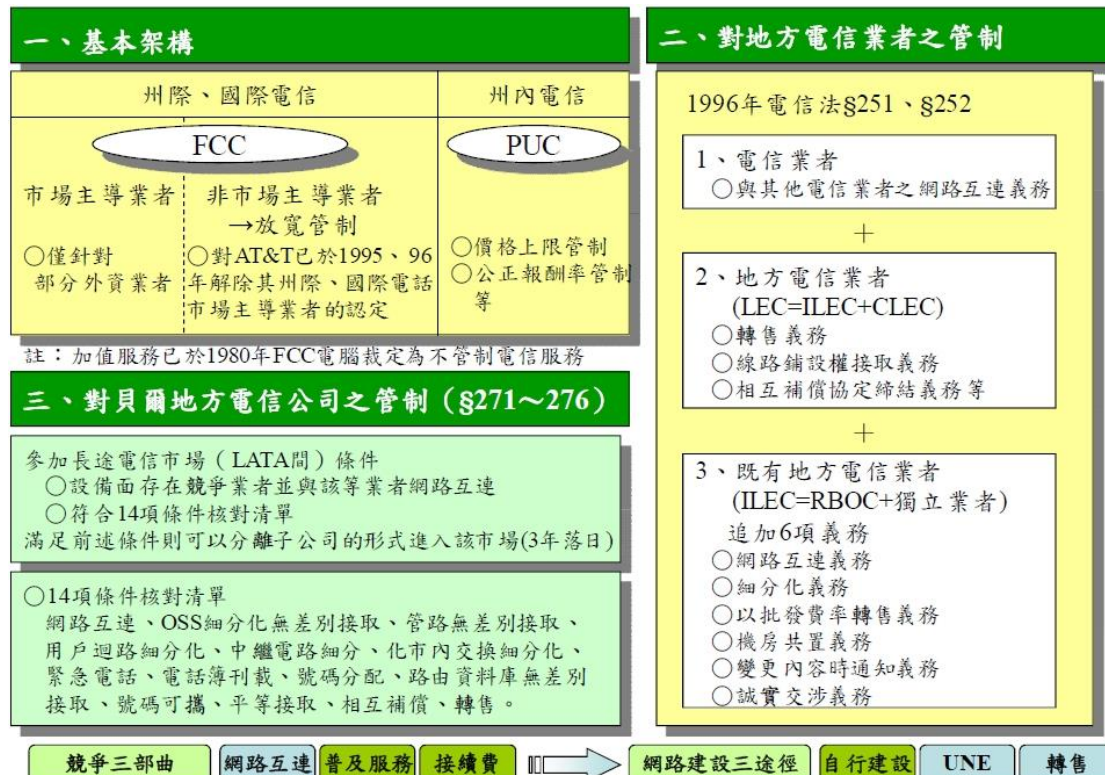 一、基本架構
州際、國際電信
州內電信
FCC
PUC
市場主導業者
○僅針對
部分外資業者
非市場主導業者
→放寬管制
○對AT&T已於1995、96
年解除其州際、國際電話
市場主導業者的認定
○價格上限管制
○公正報酬率管制
等
註：加值服務已於1980年FCC電腦裁定為不管制電信服務
二、對地方電信業者之管制
1996年電信法§251、§252
1、電信業者
○與其他電信業者之網路互連義務
+
2、地方電信業者
(LEC=ILEC+CLEC)
○轉售義務
○線路鋪設權接取義務
○相互補償協定締結義務等
+
3、既有地方電信業者
(ILEC=RBOC+獨立業者)
追加6項義務
○網路互連義務
○細分化義務
○以批發費率轉售義務
○機房共置義務
○變更內容時通知義務
○誠實交涉義務
三、對貝爾地方電信公司之管制（§271～276）
參加長途電信市場（LATA間）條件
○設備面存在競爭業者並與該等業者網路互連
○符合14項條件核對清單
滿足前述條件則可以分離子公司的形式進入該市場(3年落日)
○14項條件核對清單
網路互連、OSS細分化無差別接取、管路無差別接取、
用戶迴路細分化、中繼電路細分、化市內交換細分化、
緊急電話、電話簿刊載、號碼分配、路由資料庫無差別
接取、號碼可攜、平等接取、相互補償、轉售。
競爭三部曲
網路互連
普及服務
接續費
網路建設三途徑
自行建設
UNE
轉售